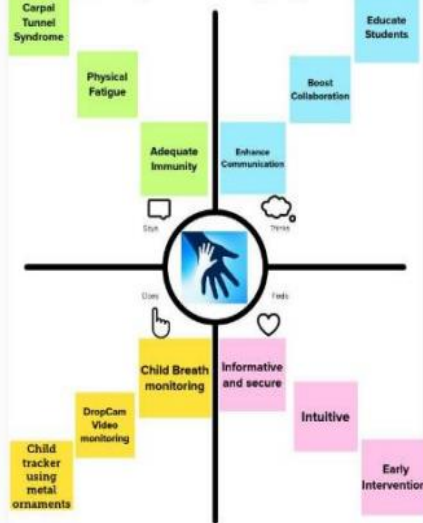 Carpal
Tunnel
Syndrome
Physical
Fatigue
Adequate
Immunity
Educate
Students
Boost
Collaboration
Enhance
Communication
Says
Thinks
Does
Feels
Child Breath
monitoring
DropCam
Video
monitoring
Child
tracker
using
metal
ornaments
Informative
and secure
Intuitive
Early
Intervention